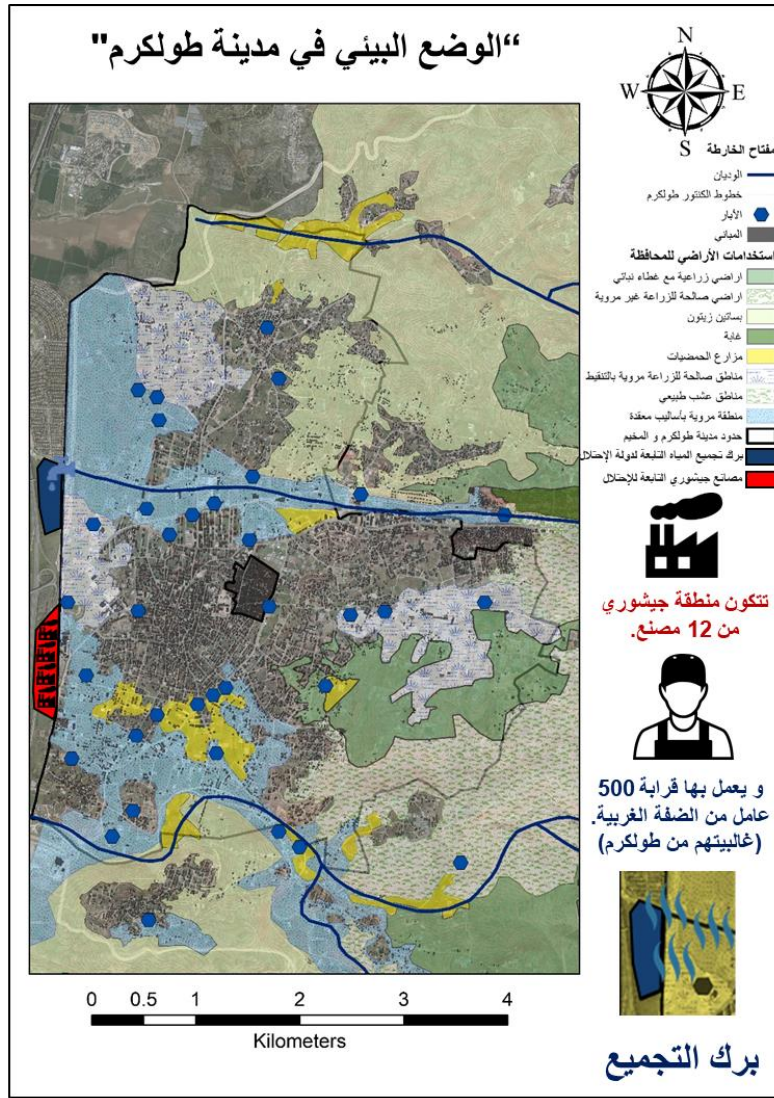 “الوضع البيئي في مدينة طولكرم"
N
W E
S
مفتاح الخارطة
الوديان
خطوط الكنتور طولكرم
الأبار
المباني
استخدامات الأراضي للمحافظة
اراضي زراعية مع غطاء نباتي
اراضي صالحة للزراعة غير مروية
بساتين زيتون
غابة
مزارع الحمضيات
مناطق صالحة للزراعة مروية بالتنقيط
مناطق عشب طبيعي
منطقة مروية بأساليب معقدة
حدود مدينة طولكرم و المخيم
برك تجميع المياه التابعة لدولة الإحتلال
مصانع جيشوري التابعة للإحتلال
تتكون منطقة جيشوري
من 12 مصنع.
و يعمل بها قرابة 500
عامل من الضفة الغربية.
(غالبيتهم من طولكرم)
برك التجميع
0 0.5 1 2 3 4
Kilometers